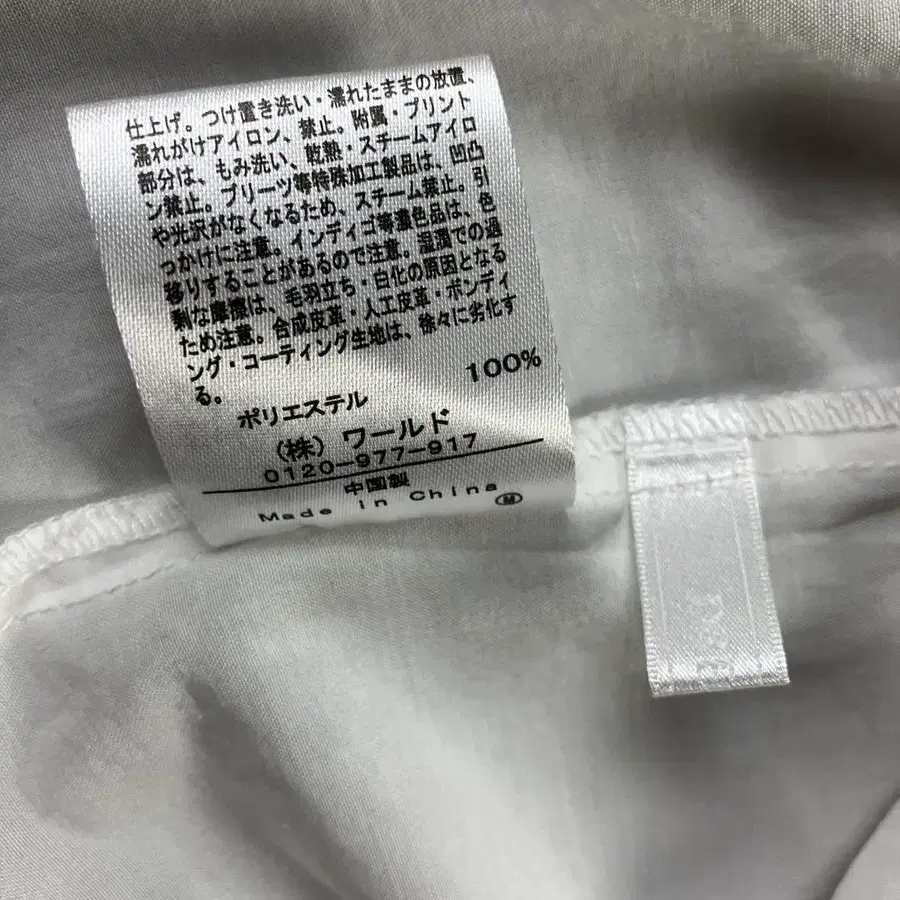 仕上げ。つけ置き洗い・濡れたままの放置、
濡れがけアイロン、禁止。附属・プリント
部分は、もみ洗い、乾熱・スチームアイロ
ン禁止。プリーツ等特殊加工製品は、凹凸
や光沢がなくなるため、スチーム禁止。引
っかけに注意。インディゴ等濃色品は、色
移りすることがあるので注意。湿潤での過
剰な摩擦は、毛羽立ち・白化の原因となる
ため注意。合成皮革・人工皮革・ボンディ
ング・コーティング生地は、徐々に劣化す
る。
ポリエステル 100%
(株) ワールド
0120-977-917
中国製
Made in China M